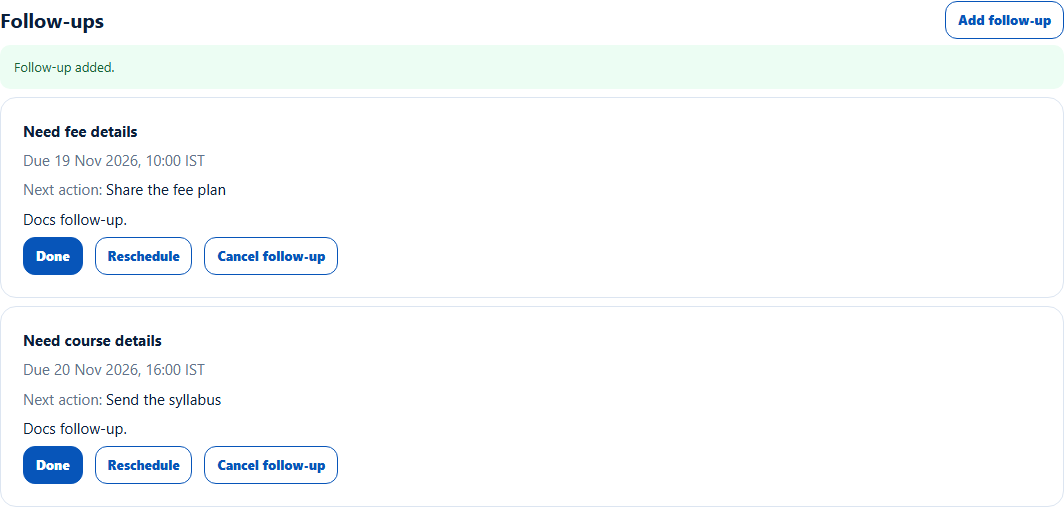 Follow-ups
Add follow-up
Follow-up added.
Need fee details
Due 19 Nov 2026, 10:00 IST
Next action: Share the fee plan
Docs follow-up.
Done
Reschedule
Cancel follow-up
Need course details
Due 20 Nov 2026, 16:00 IST
Next action: Send the syllabus
Docs follow-up.
Done
Reschedule
Cancel follow-up